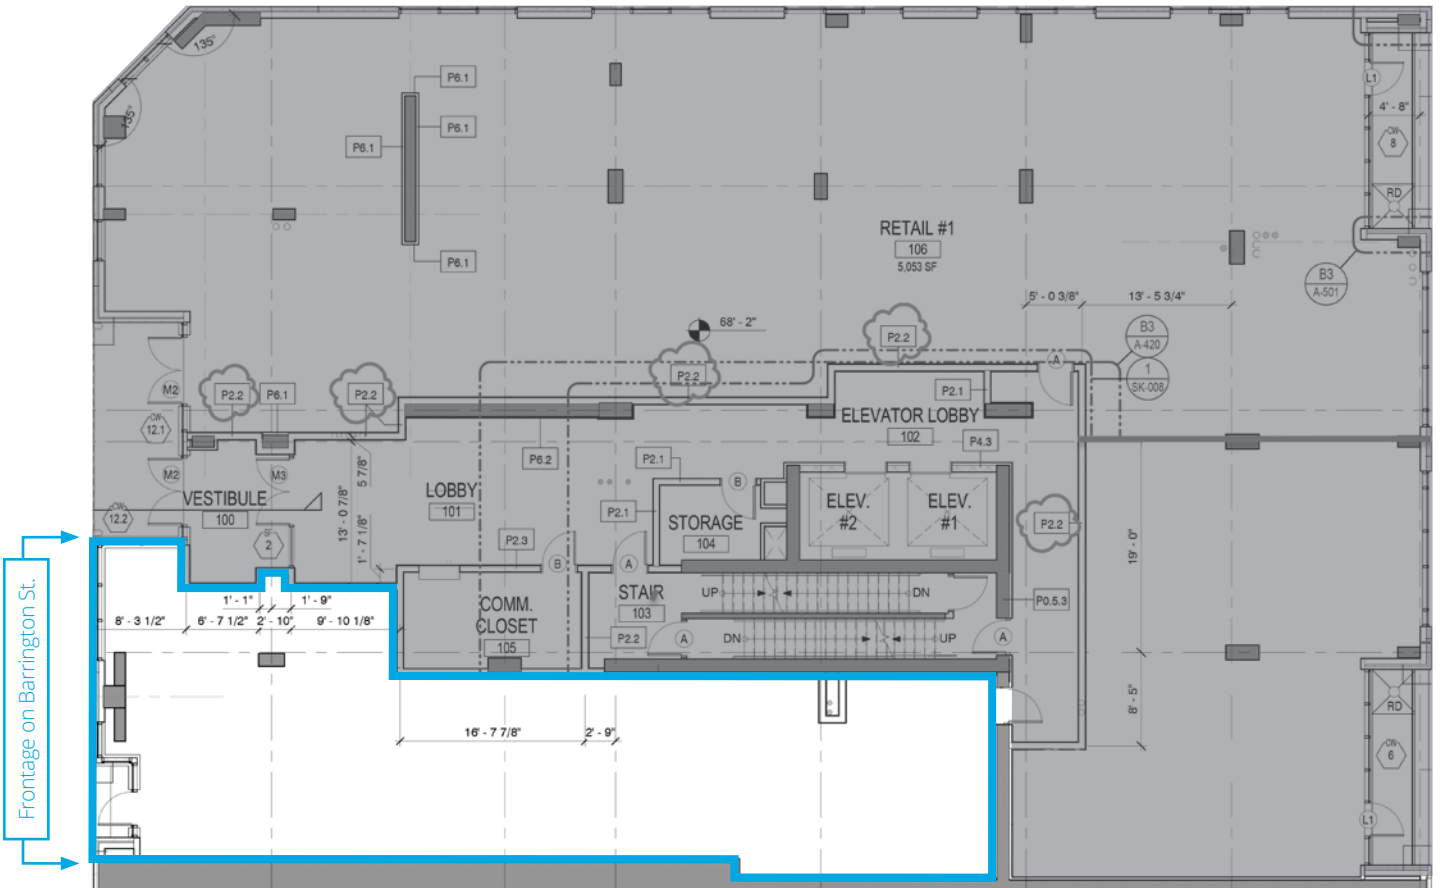 135°
135°
P6.1
P6.1
P6.1
P6.1
L1
4' - 8"
CW
8
RD
RETAIL #1
106
5,053 SF
B3
A-501
5' - 0 3/8"
13' - 5 3/4"
68' - 2"
P2.2
B3
A-420
1
SK-008
A
P2.2
P2.2
P6.1
P2.2
M2
P2.1
CW
12.1
ELEVATOR LOBBY
102
P4.3
P6.2
P2.1
M2
M3
5 7/8"
13' - 0 7/8"
1' - 7 1/8"
LOBBY
101
B
VESTIBULE
100
CW
12.2
2
P2.1
STORAGE
104
ELEV.
#2
ELEV.
#1
P2.2
19' - 0"
P2.3
B
A
STAIR
103
UP
DN
P0.5.3
COMM.
CLOSET
105
P2.2
A
DN
UP
A
1' - 1"
1' - 9"
8' - 3 1/2"
6' - 7 1/2"
2' - 10"
9' - 10 1/8"
Frontage on Barrington St.
16' - 7 7/8"
2' - 9"
8' - 5"
RD
CW
6
L1